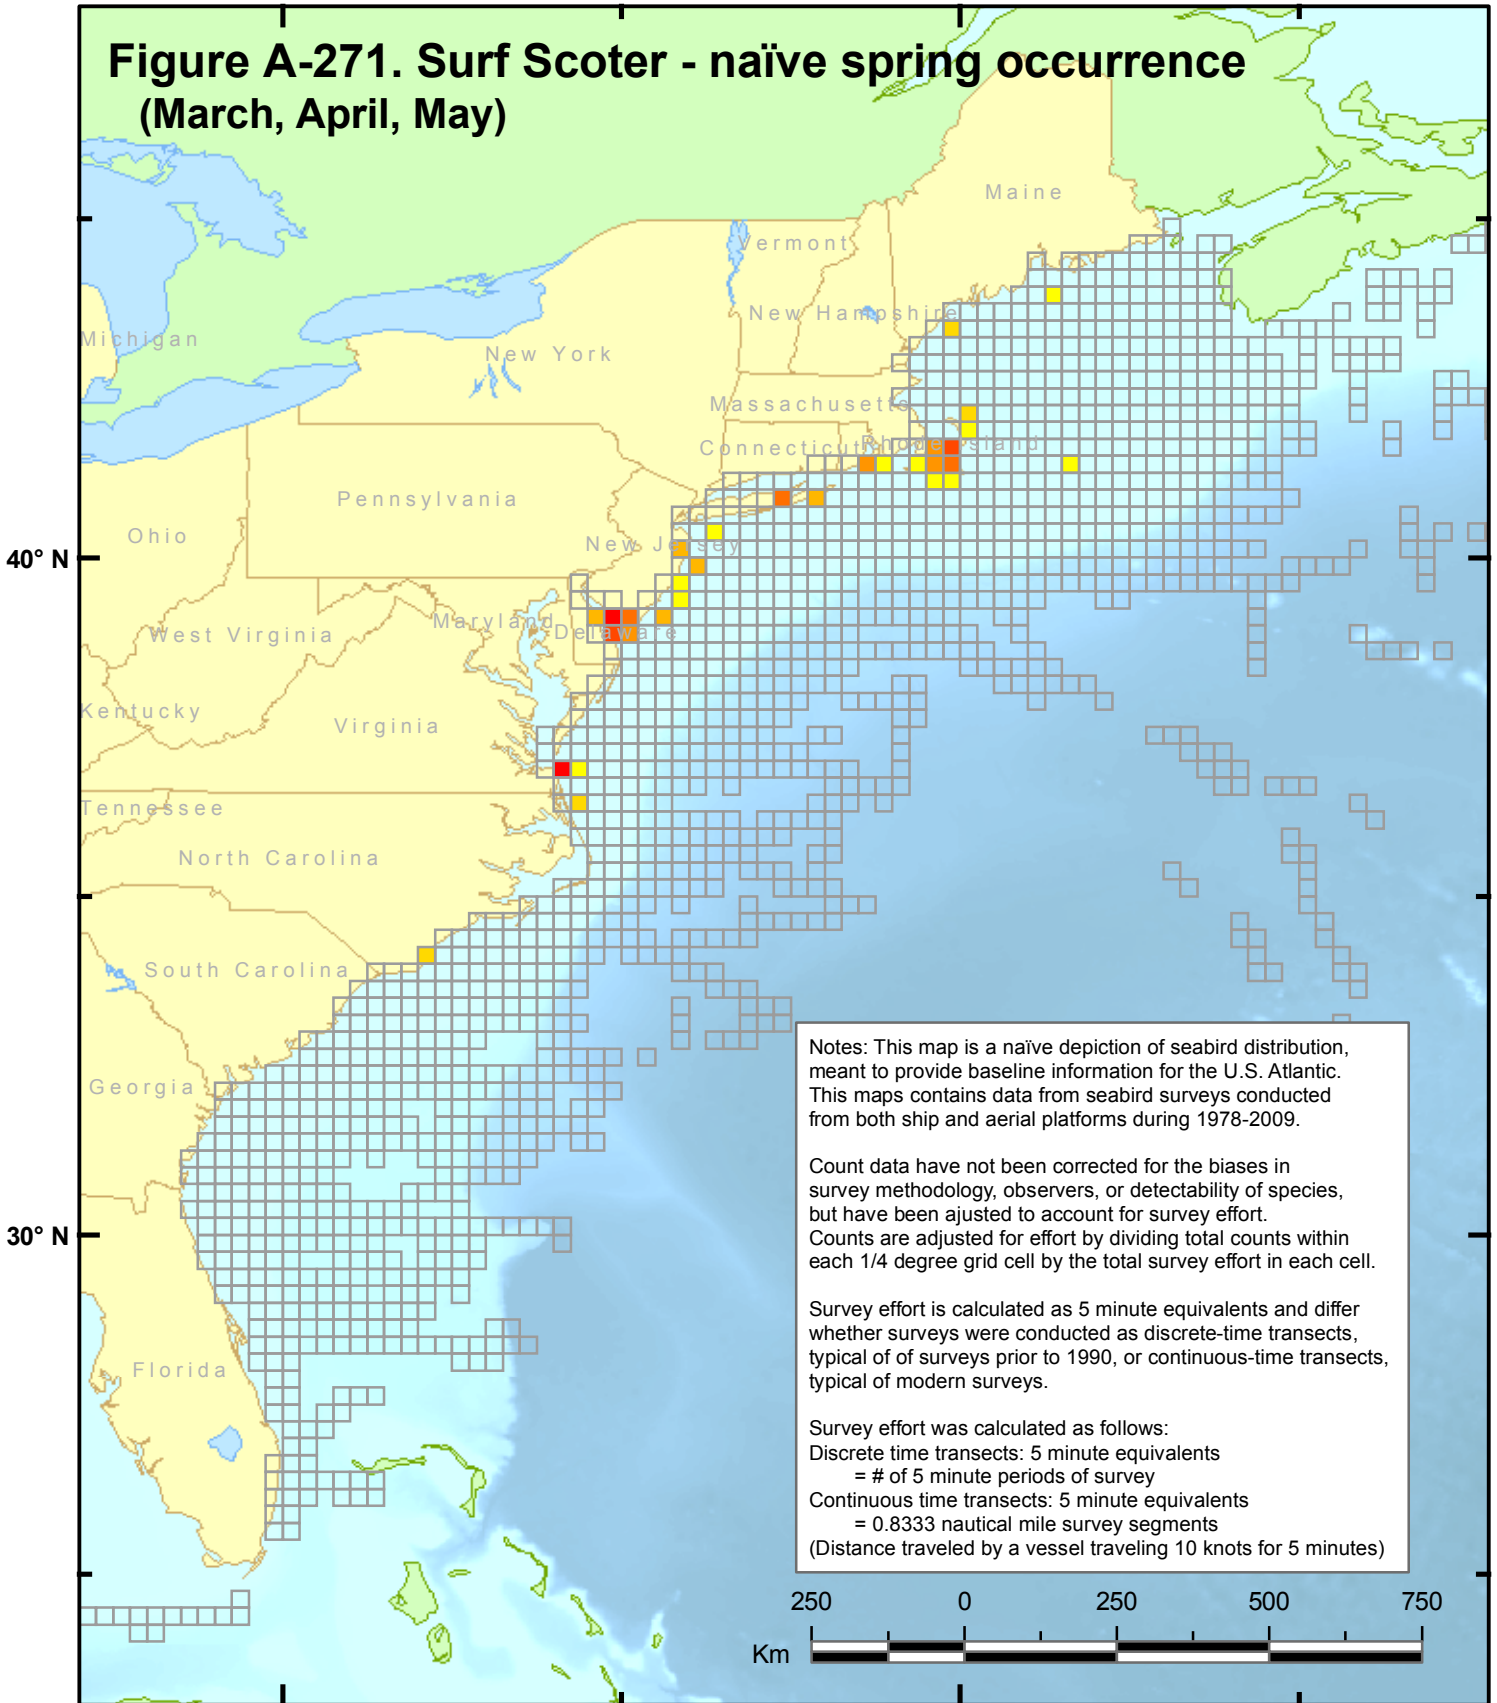 Figure A-271. Surf Scoter - naïve spring occurrence
(March, April, May)
Maine
Vermont
New Hampshire
Michigan
New York
Massachusetts
Connecticut
Rhode Island
Pennsylvania
Ohio
New Jersey
40° N
Maryland
Delaware
West Virginia
Kentucky
Virginia
Tennessee
North Carolina
South Carolina
Georgia
30° N
Florida
Notes: This map is a naïve depiction of seabird distribution,
meant to provide baseline information for the U.S. Atlantic.
This maps contains data from seabird surveys conducted
from both ship and aerial platforms during 1978-2009.
Count data have not been corrected for the biases in
survey methodology, observers, or detectability of species,
but have been ajusted to account for survey effort.
Counts are adjusted for effort by dividing total counts within
each 1/4 degree grid cell by the total survey effort in each cell.
Survey effort is calculated as 5 minute equivalents and differ
whether surveys were conducted as discrete-time transects,
typical of of surveys prior to 1990, or continuous-time transects,
typical of modern surveys.
Survey effort was calculated as follows:
Discrete time transects: 5 minute equivalents
= # of 5 minute periods of survey
Continuous time transects: 5 minute equivalents
= 0.8333 nautical mile survey segments
(Distance traveled by a vessel traveling 10 knots for 5 minutes)
250 0 250 500 750
Km